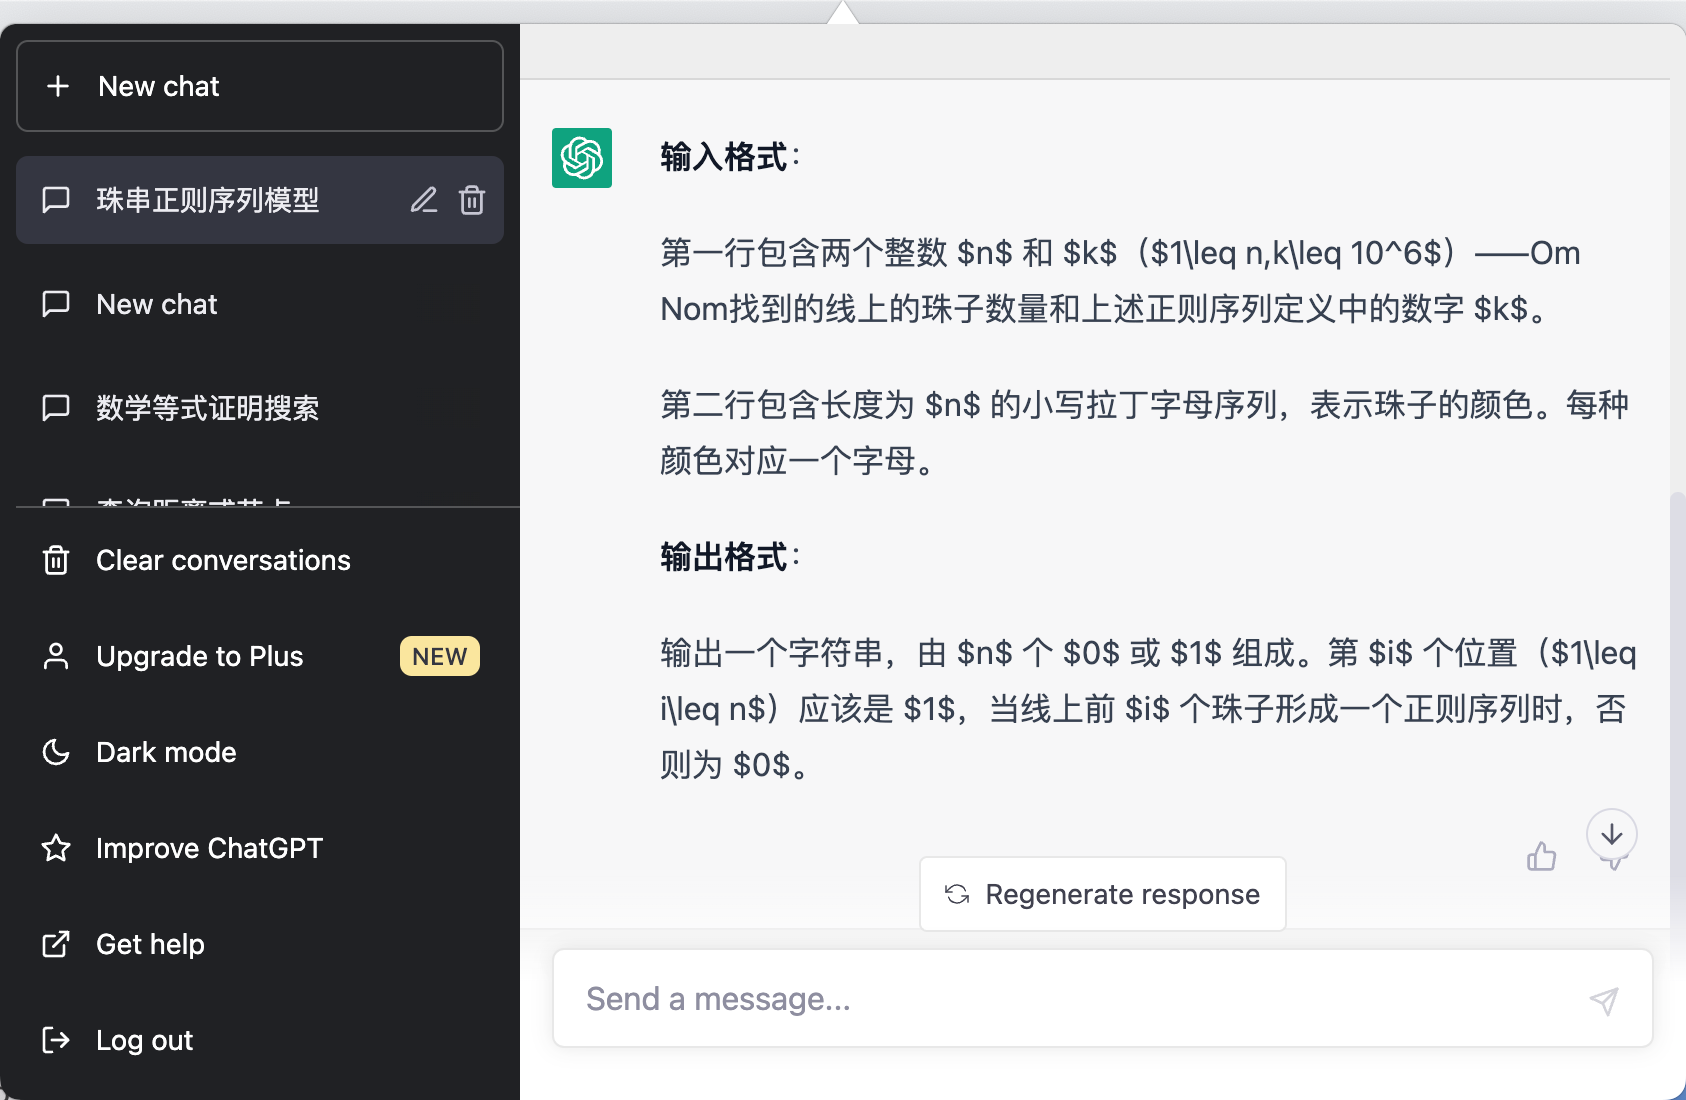 New chat
珠串正则序列模型
New chat
数学等式证明搜索
Clear conversations
Upgrade to Plus
NEW
Dark mode
Improve ChatGPT
Get help
Log out
输入格式：
第一行包含两个整数 $n$ 和 $k$（$1\leq n,k\leq 10^6$）——Om
Nom找到的线上的珠子数量和上述正则序列定义中的数字 $k$。
第二行包含长度为 $n$ 的小写拉丁字母序列，表示珠子的颜色。每种
颜色对应一个字母。
输出格式：
输出一个字符串，由 $n$ 个 $0$ 或 $1$ 组成。第 $i$ 个位置（$1\leq
i\leq n$）应该是 $1$，当线上前 $i$ 个珠子形成一个正则序列时，否
则为 $0$。
Regenerate response
Send a message...